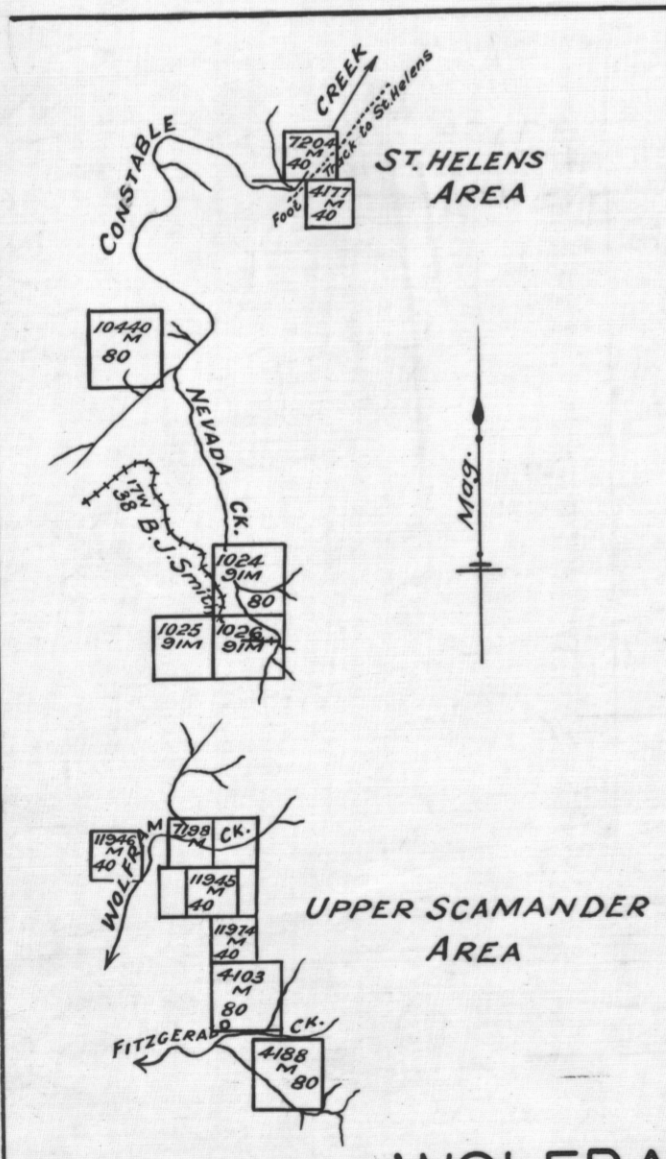 CONSTABLE
CREEK
Foot Track to St. Helens
7204
M
40
4177
M
40
ST. HELENS
AREA
10440
M
80
NEVADA
CK.
Mag.
17W
38
B.J. Smith
1024
91M
80
1025
91M
1026
91M
WOLFRAM
CK.
11946
M
40
7198
M
11945
M
40
11974
M
40
UPPER SCAMANDER
AREA
4103
M
80
FITZGERA
CK.
4188
M
80